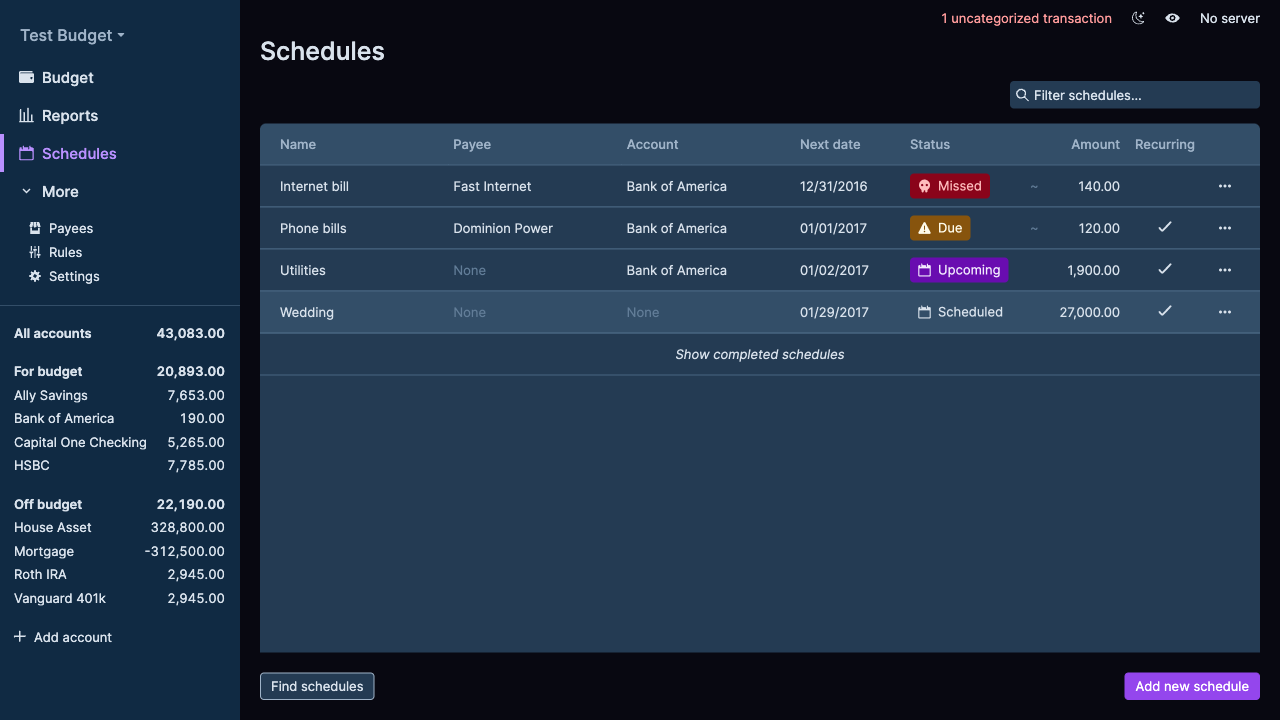 Test Budget
Budget
Reports
Schedules
More
Payees
Rules
Settings
All accounts 43,083.00
For budget 20,893.00
Ally Savings 7,653.00
Bank of America 190.00
Capital One Checking 5,265.00
HSBC 7,785.00
Off budget 22,190.00
House Asset 328,800.00
Mortgage -312,500.00
Roth IRA 2,945.00
Vanguard 401k 2,945.00
Add account
1 uncategorized transaction No server
Schedules
Filter schedules...
Name Payee Account Next date Status Amount Recurring
Internet bill Fast Internet Bank of America 12/31/2016 Missed ~ 140.00
Phone bills Dominion Power Bank of America 01/01/2017 Due ~ 120.00
Utilities None Bank of America 01/02/2017 Upcoming 1,900.00
Wedding None None 01/29/2017 Scheduled 27,000.00
Show completed schedules
Find schedules Add new schedule